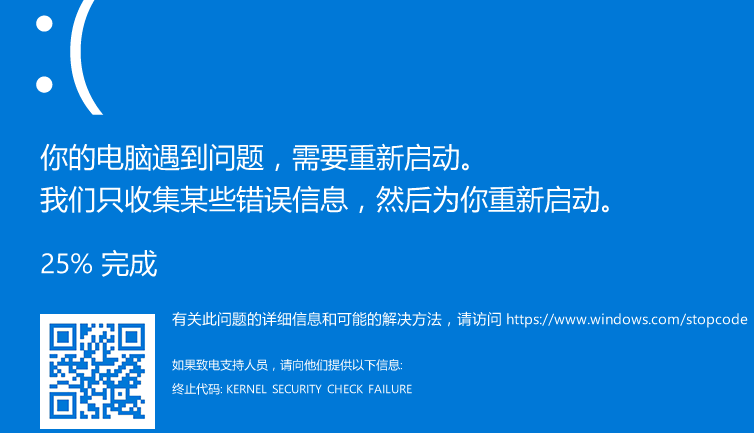 :(
你的电脑遇到问题，需要重新启动。
我们只收集某些错误信息，然后为你重新启动。
25% 完成
有关此问题的详细信息和可能的解决方法，请访问 https://www.windows.com/stopcode
如果致电支持人员，请向他们提供以下信息:
终止代码: KERNEL SECURITY CHECK FAILURE